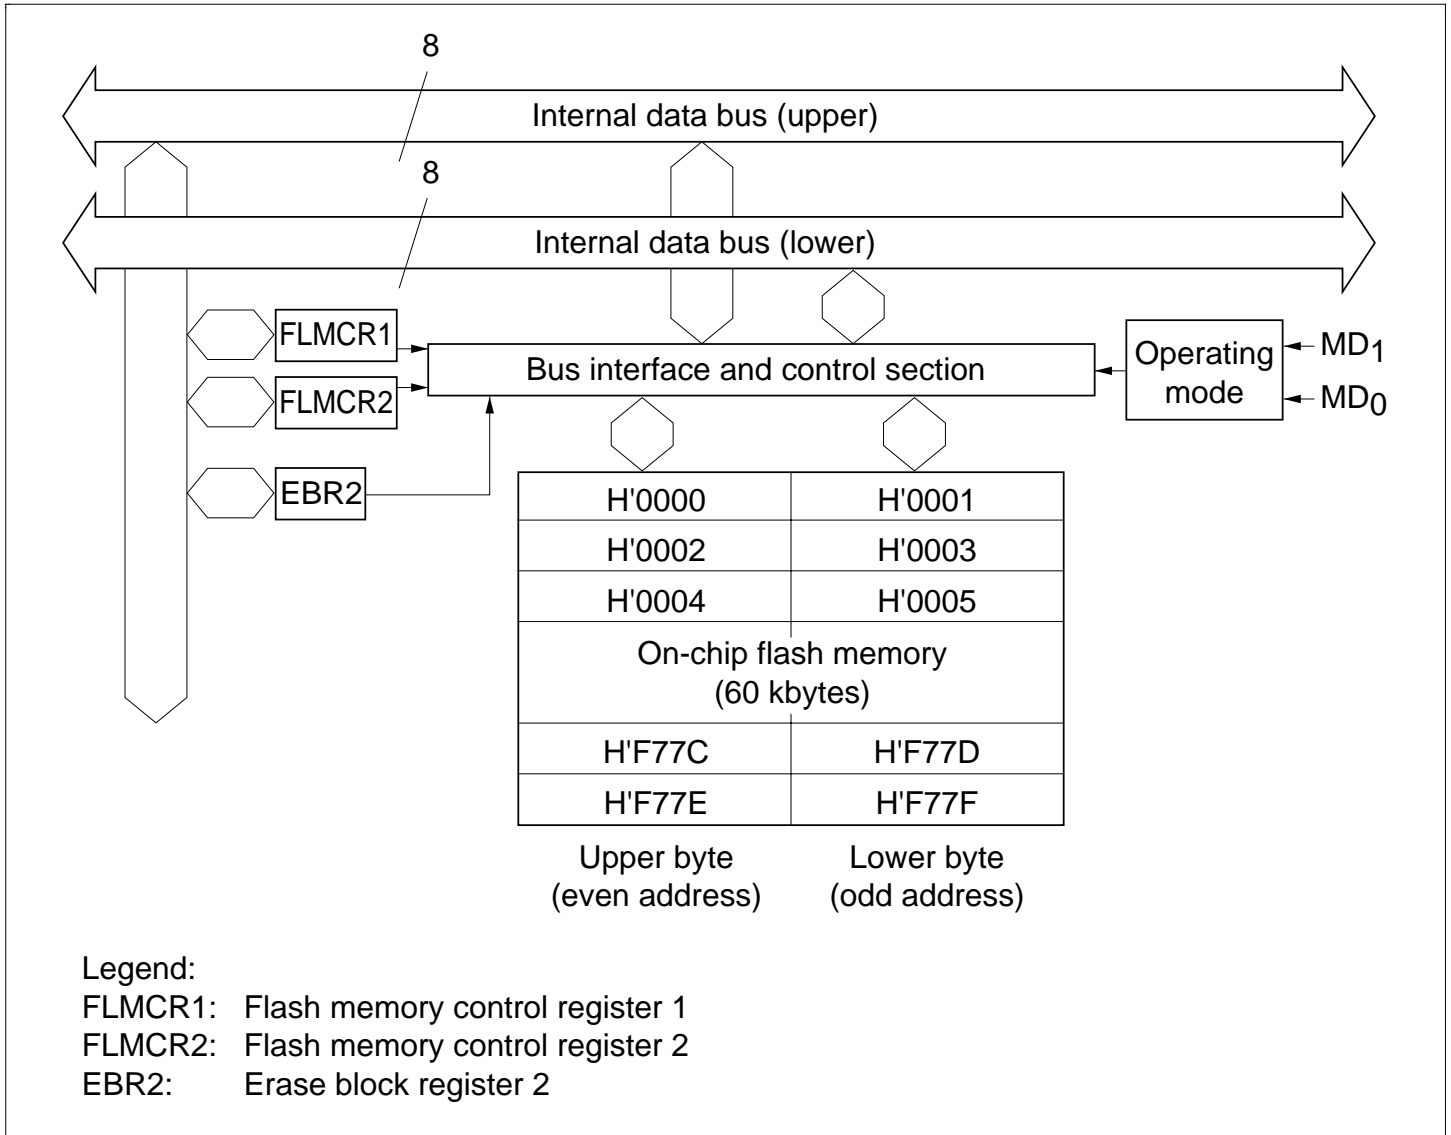 8
Internal data bus (upper)
8
Internal data bus (lower)
FLMCR1
FLMCR2
EBR2
Bus interface and control section
Operating
mode
MD1
MD0
H'0000 H'0001
H'0002 H'0003
H'0004 H'0005
On-chip flash memory
(60 kbytes)
H'F77C H'F77D
H'F77E H'F77F
Upper byte
(even address)
Lower byte
(odd address)
Legend:
FLMCR1: Flash memory control register 1
FLMCR2: Flash memory control register 2
EBR2: Erase block register 2